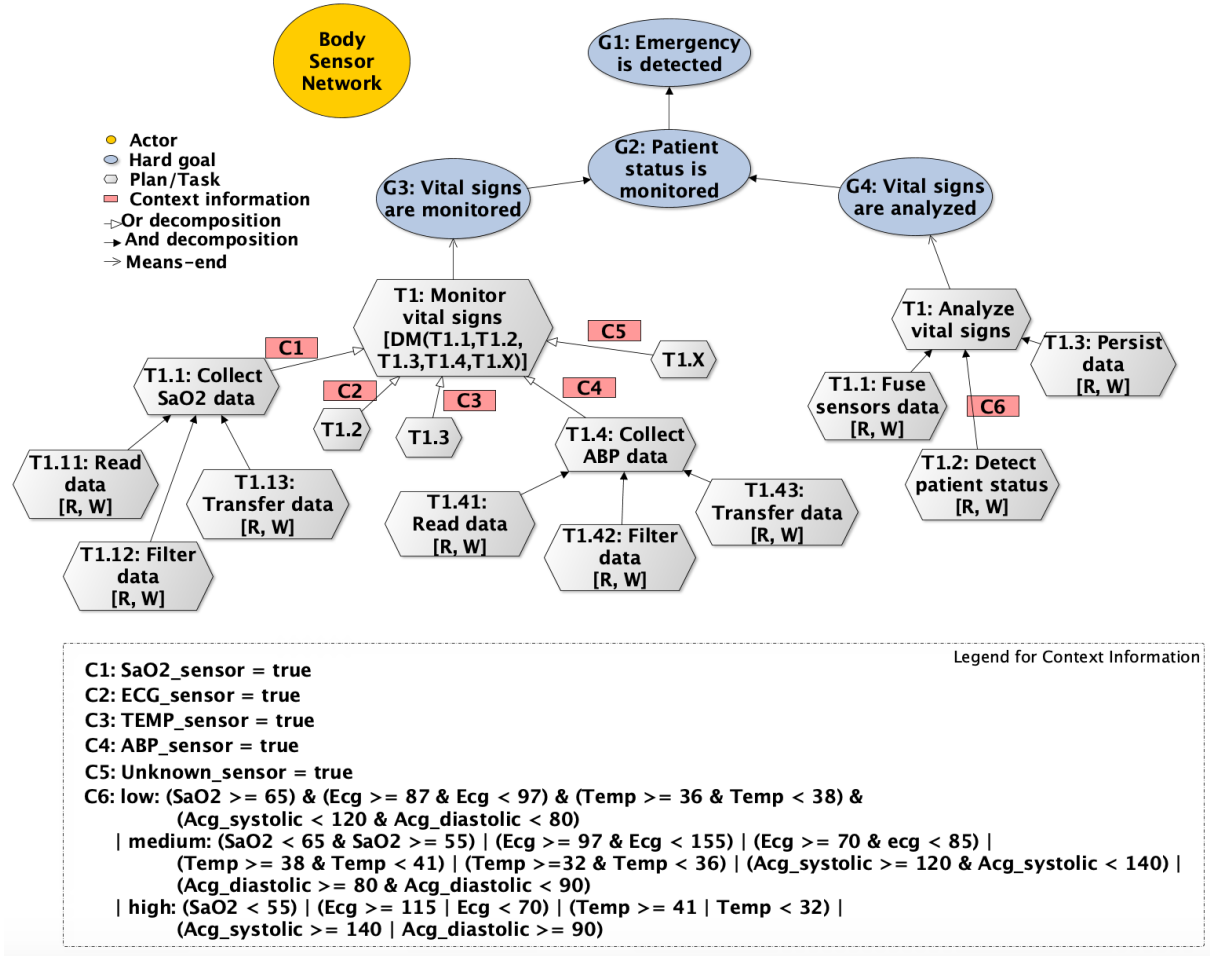 Body
Sensor
Network
G1: Emergency
is detected
Actor
Hard goal
Plan/Task
Context information
Or decomposition
And decomposition
Means-end
G2: Patient
status is
monitored
G3: Vital signs
are monitored
G4: Vital signs
are analyzed
T1: Monitor
vital signs
[DM(T1.1,T1.2,
T1.3,T1.4,T1.X)]
C1
C2
C3
C4
C5
T1.X
T1.1: Collect
SaO2 data
T1.2
T1.3
T1.4: Collect
ABP data
T1.11: Read
data
[R, W]
T1.12: Filter
data
[R, W]
T1.13:
Transfer data
[R, W]
T1.41:
Read data
[R, W]
T1.42: Filter
data
[R, W]
T1.43:
Transfer data
[R, W]
T1: Analyze
vital signs
T1.1: Fuse
sensors data
[R, W]
C6
T1.2: Detect
patient status
[R, W]
T1.3: Persist
data
[R, W]
Legend for Context Information
C1: SaO2_sensor = true
C2: ECG_sensor = true
C3: TEMP_sensor = true
C4: ABP_sensor = true
C5: Unknown_sensor = true
C6: low: (SaO2 >= 65) & (Ecg >= 87 & Ecg < 97) & (Temp >= 36 & Temp < 38) &
(Acg_systolic < 120 & Acg_diastolic < 80)
| medium: (SaO2 < 65 & SaO2 >= 55) | (Ecg >= 97 & Ecg < 155) | (Ecg >= 70 & ecg < 85) |
(Temp >= 38 & Temp < 41) | (Temp >=32 & Temp < 36) | (Acg_systolic >= 120 & Acg_systolic < 140) |
(Acg_diastolic >= 80 & Acg_diastolic < 90)
| high: (SaO2 < 55) | (Ecg >= 115 | Ecg < 70) | (Temp >= 41 | Temp < 32) |
(Acg_systolic >= 140 | Acg_diastolic >= 90)